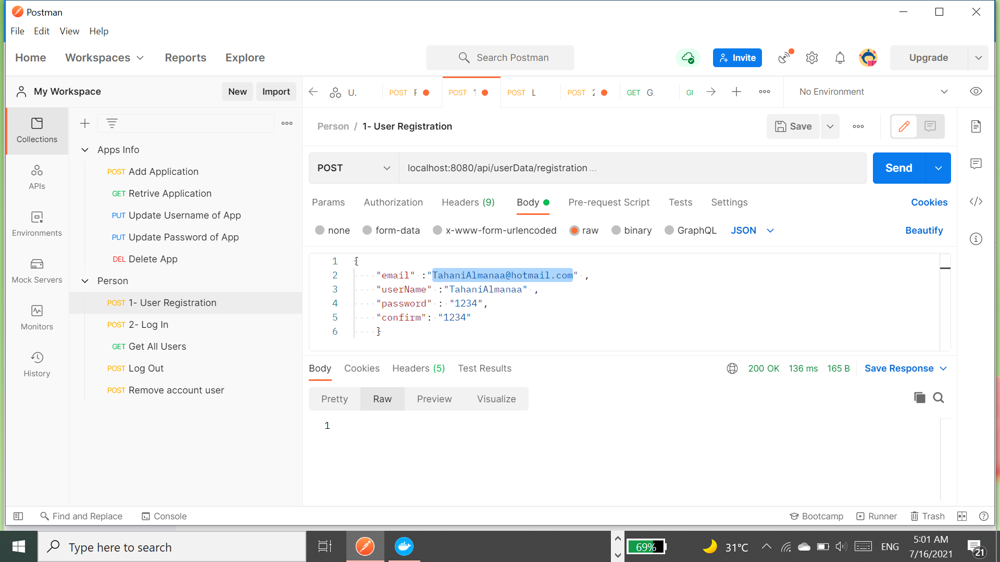 Postman
File Edit View Help
Home Workspaces Reports Explore Search Postman Invite Upgrade
My Workspace New Import U. POST POST 1 POST L POST 2 GET G. GI No Environment
Collections
Person / 1- User Registration Save
Apps Info
POST Add Application
POST localhost:8080/api/userData/registration ... Send
APIs
GET Retrive Application
Params Authorization Headers (9) Body Pre-request Script Tests Settings Cookies
PUT Update Username of App
none form-data x-www-form-urlencoded raw binary GraphQL JSON Beautify
Environments
PUT Update Password of App
DEL Delete App
1 {
2 "email" :"TahaniAlmanaa@hotmail.com" ,
3 "userName" :"TahaniAlmanaa" ,
4 "password" : "1234",
5 "confirm": "1234"
6 }
Mock Servers
Person
POST 1- User Registration
Monitors
POST 2- Log In
GET Get All Users
History
POST Log Out
POST Remove account user
Body Cookies Headers (5) Test Results 200 OK 136 ms 165 B Save Response
Pretty Raw Preview Visualize
1
Find and Replace Console Bootcamp Runner Trash
Type here to search 69% 31°C ENG 5:01 AM
7/16/2021 21